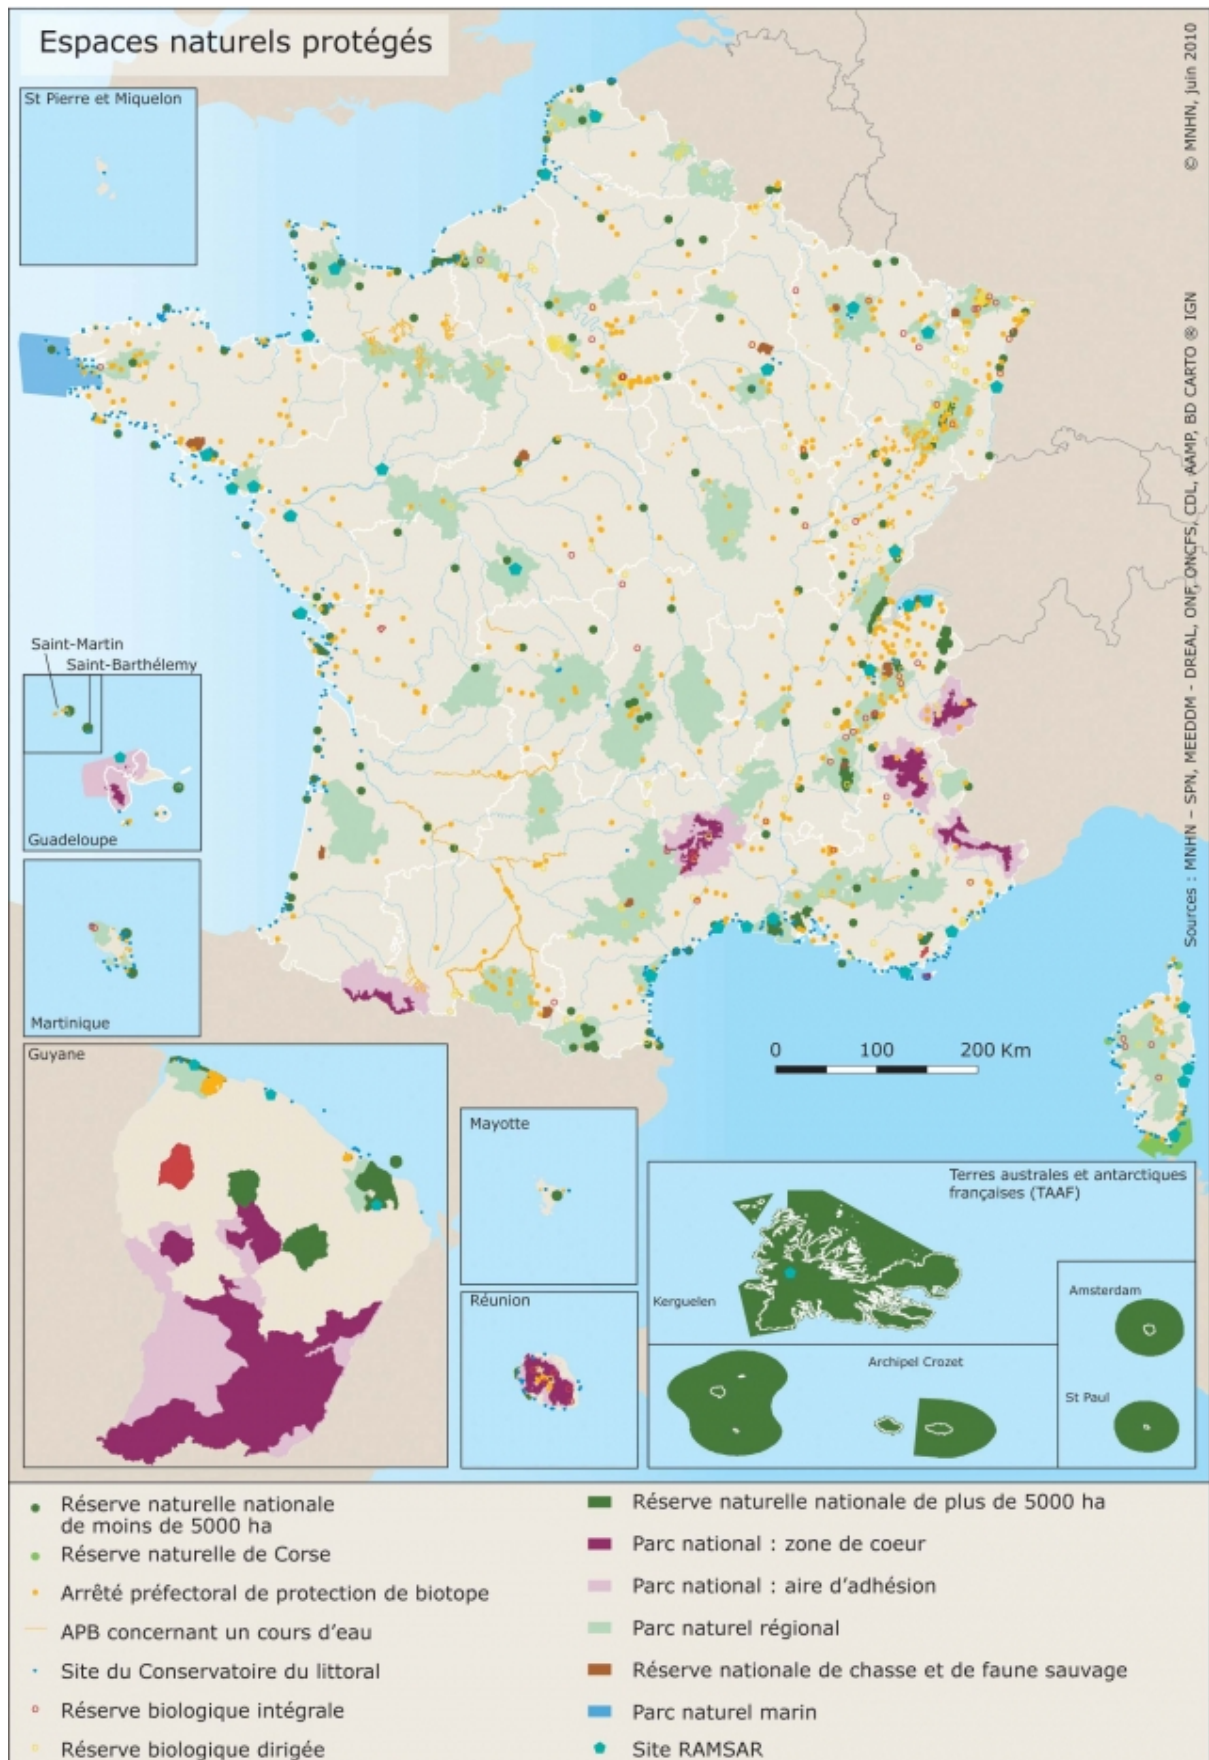 Espaces naturels protégés
© MNHN, juin 2010
St Pierre et Miquelon
Sources : MNHN – SPN, MEEDDM - DREAL, ONF, ONCFS, CDL, AAMP, BD CARTO ® IGN
Saint-Martin
Saint-Barthélemy
Guadeloupe
Martinique
0 100 200 Km
Guyane
Mayotte
Réunion
Terres australes et antarctiques
françaises (TAAF)
Kerguelen
Amsterdam
Archipel Crozet
St Paul
Réserve naturelle nationale
de moins de 5000 ha
Réserve naturelle de Corse
Arrêté préfectoral de protection de biotope
APB concernant un cours d'eau
Site du Conservatoire du littoral
Réserve biologique intégrale
Réserve biologique dirigée
Réserve naturelle nationale de plus de 5000 ha
Parc national : zone de coeur
Parc national : aire d'adhésion
Parc naturel régional
Réserve nationale de chasse et de faune sauvage
Parc naturel marin
Site RAMSAR